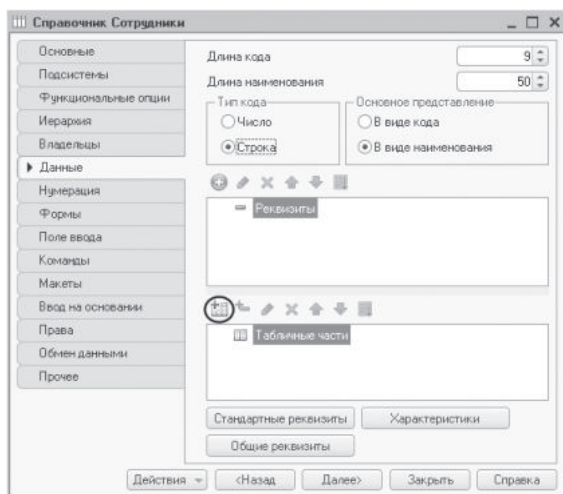 Справочник Сотрудники
Основные
Подсистемы
Функциональные опции
Иерархия
Владельцы
Данные
Нумерация
Формы
Поле ввода
Команды
Макеты
Ввод на основании
Права
Обмен данными
Прочее
Длина кода
9
Длина наименования
50
Тип кода
Число
Строка
Основное представление
В виде кода
В виде наименования
Реквизиты
Табличные части
Стандартные реквизиты
Характеристики
Общие реквизиты
Действия
<Назад
Далее>
Закрыть
Справка